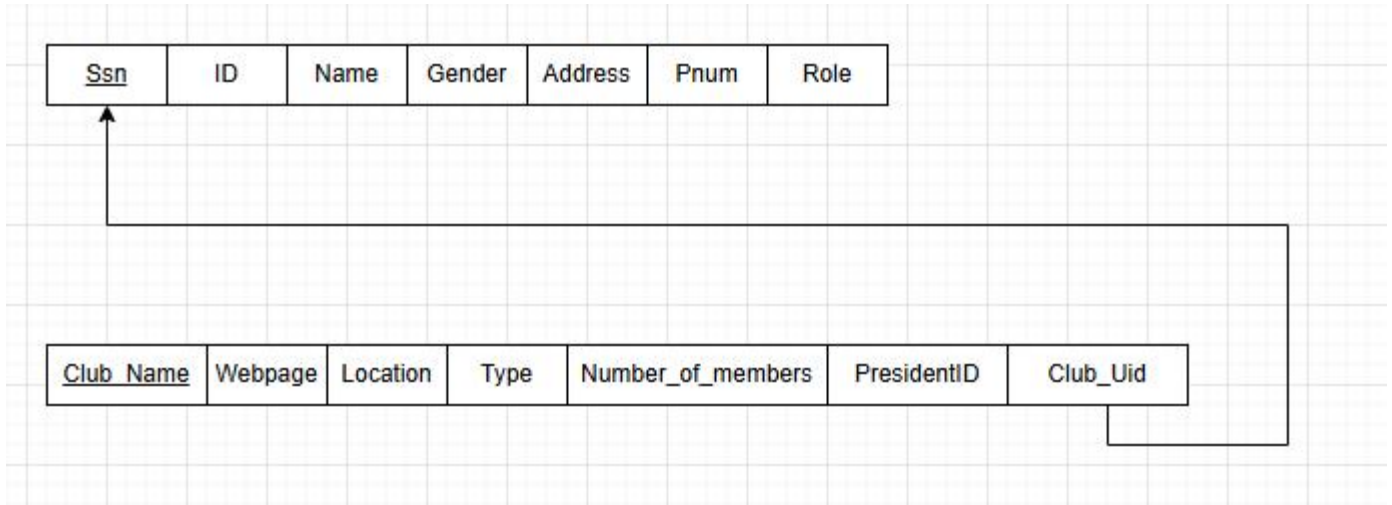 Ssn ID Name Gender Address Pnum Role
Club_Name Webpage Location Type Number_of_members PresidentID Club_Uid